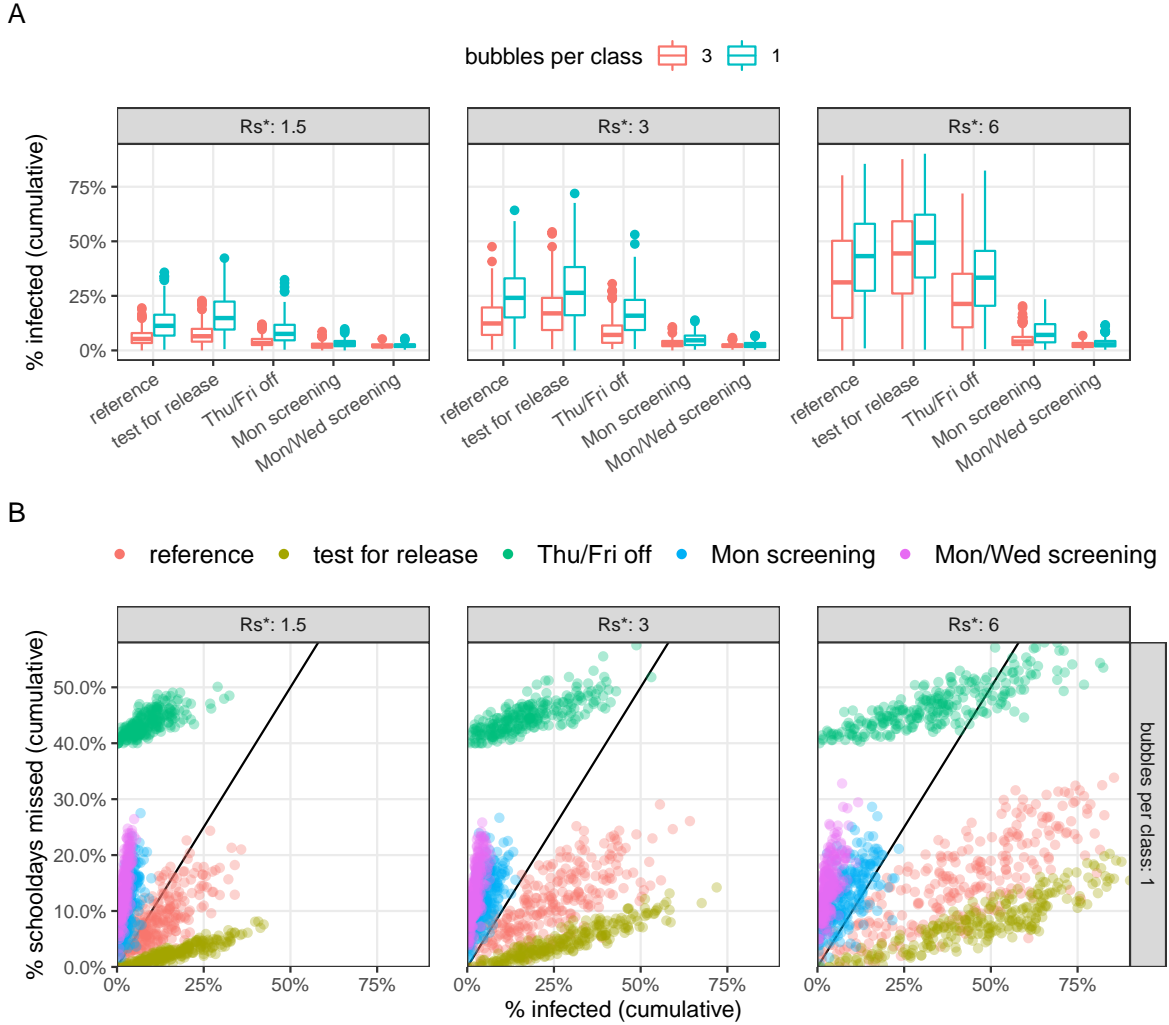 A
bubbles per class 3 1
Rs*: 1.5 Rs*: 3 Rs*: 6
% infected (cumulative)
75%
50%
25%
0%
reference test for release Thu/Fri off Mon screening Mon/Wed screening
reference test for release Thu/Fri off Mon screening Mon/Wed screening
reference test for release Thu/Fri off Mon screening Mon/Wed screening
B
reference test for release Thu/Fri off Mon screening Mon/Wed screening
Rs*: 1.5 Rs*: 3 Rs*: 6
% schooldays missed (cumulative)
50.0%
40.0%
30.0%
20.0%
10.0%
0.0%
bubbles per class: 1
0% 25% 50% 75% 0% 25% 50% 75% 0% 25% 50% 75%
% infected (cumulative)